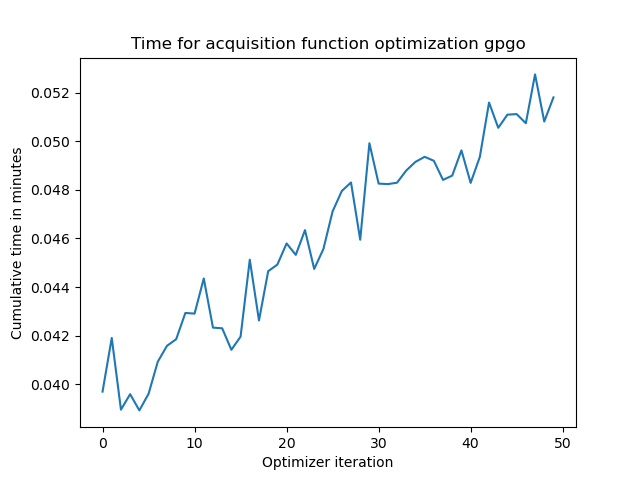 Time for acquisition function optimization gpgo
Cumulative time in minutes
0.052
0.050
0.048
0.046
0.044
0.042
0.040
0 10 20 30 40 50
Optimizer iteration